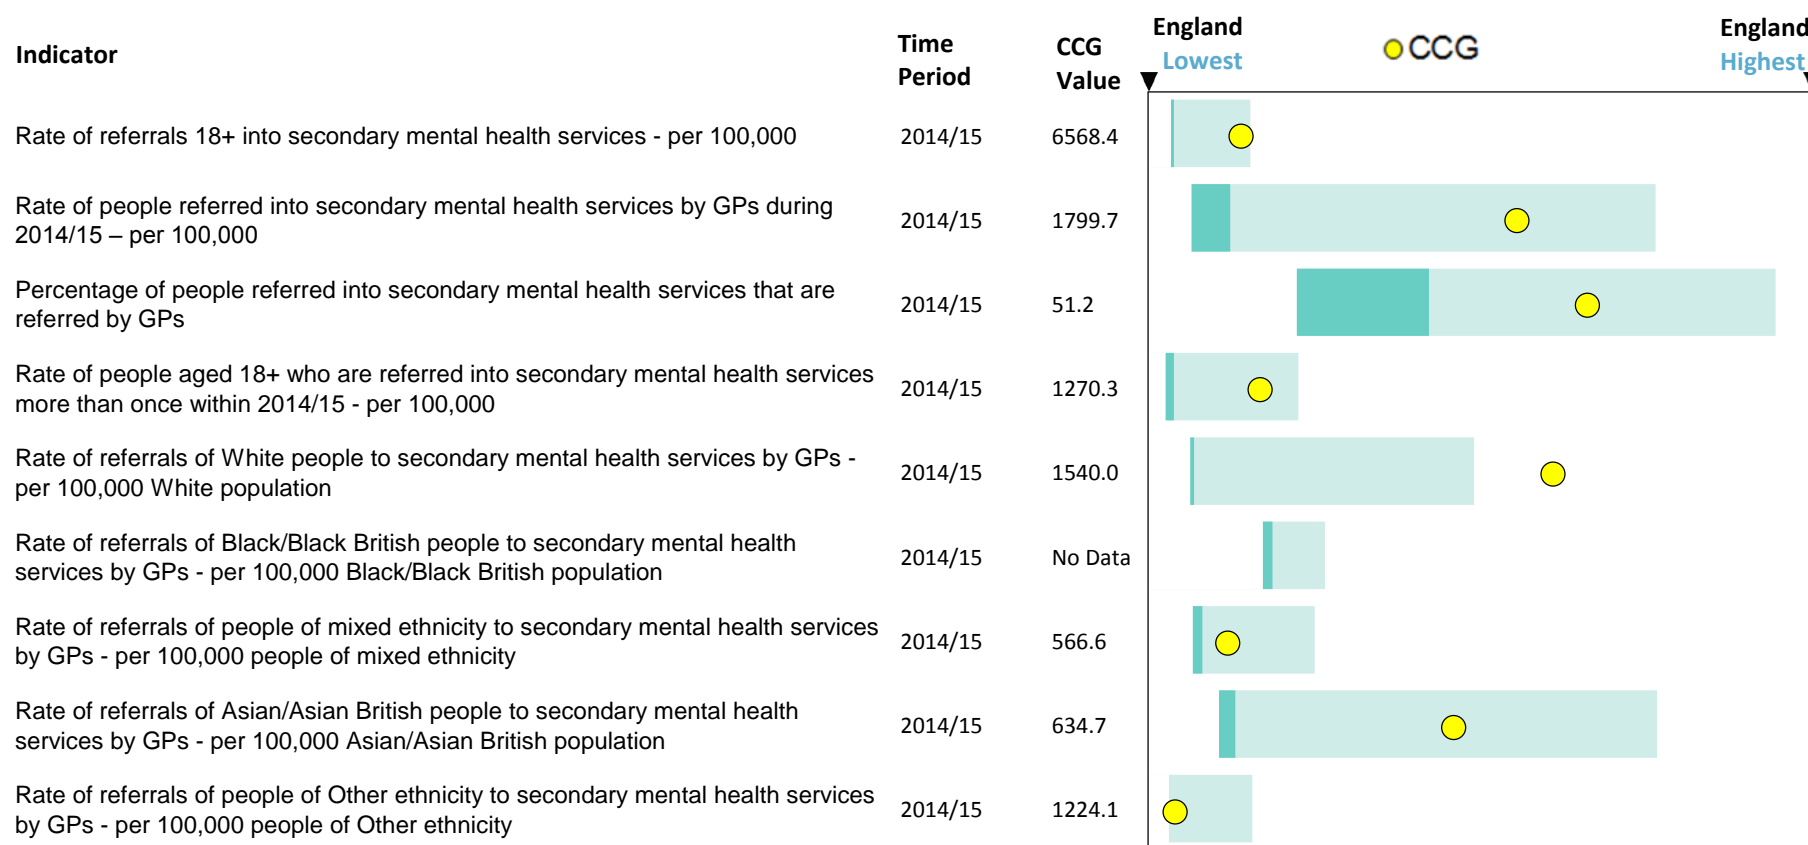 Indicator
Time
Period
CCG
Value
England
Lowest
CCG
England
Highest
Rate of referrals 18+ into secondary mental health services - per 100,000
2014/15
6568.4
Rate of people referred into secondary mental health services by GPs during
2014/15 – per 100,000
2014/15
1799.7
Percentage of people referred into secondary mental health services that are
referred by GPs
2014/15
51.2
Rate of people aged 18+ who are referred into secondary mental health services
more than once within 2014/15 - per 100,000
2014/15
1270.3
Rate of referrals of White people to secondary mental health services by GPs -
per 100,000 White population
2014/15
1540.0
Rate of referrals of Black/Black British people to secondary mental health
services by GPs - per 100,000 Black/Black British population
2014/15
No Data
Rate of referrals of people of mixed ethnicity to secondary mental health services
by GPs - per 100,000 people of mixed ethnicity
2014/15
566.6
Rate of referrals of Asian/Asian British people to secondary mental health
services by GPs - per 100,000 Asian/Asian British population
2014/15
634.7
Rate of referrals of people of Other ethnicity to secondary mental health services
by GPs - per 100,000 people of Other ethnicity
2014/15
1224.1